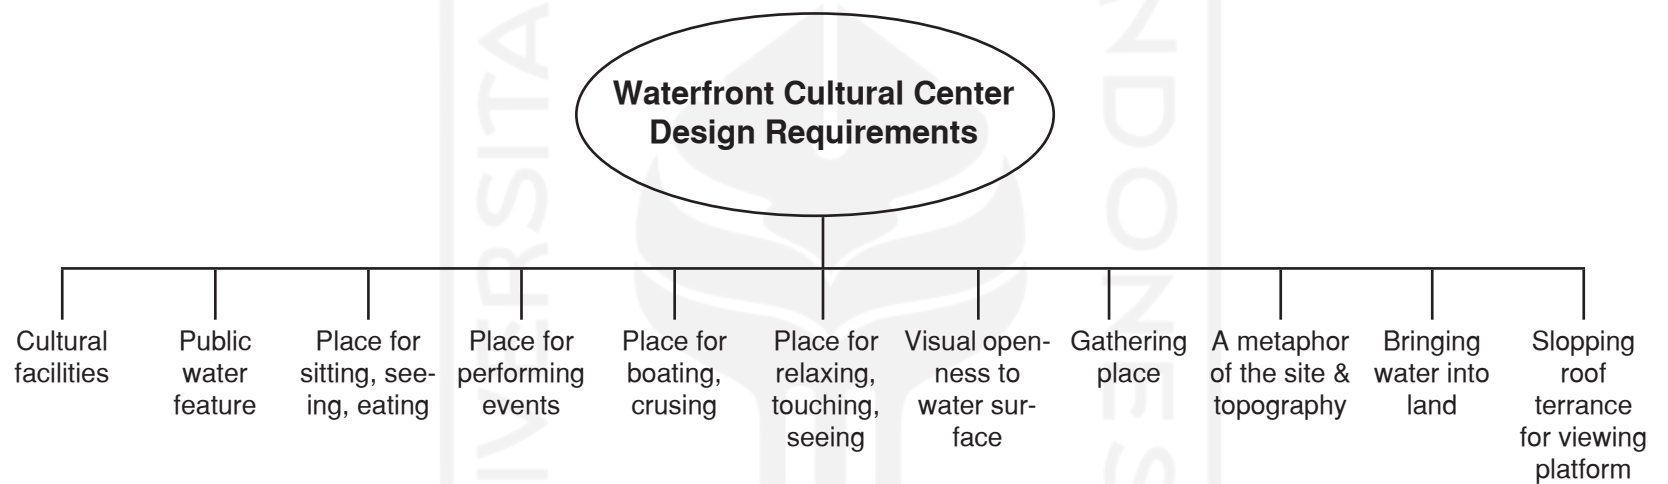 Waterfront Cultural Center
Design Requirements
Cultural
facilities
Public
water
feature
Place for
sitting, see-
ing, eating
Place for
performing
events
Place for
boating,
crusing
Place for
relaxing,
touching,
seeing
Visual open-
ness to
water sur-
face
Gathering
place
A metaphor
of the site &
topography
Bringing
water into
land
Slopping
roof
terrance
for viewing
platform
IVERSITA
NDONES